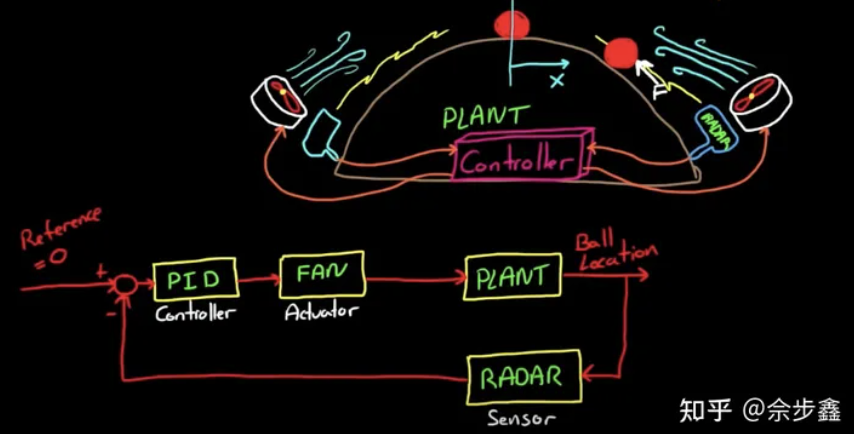 x
F
PLANT
RADAR
Controller
Reference
= 0
Ball
Location
+
-
PID
FAN
PLANT
Controller
Actuator
RADAR
Sensor
知乎 @佘步鑫